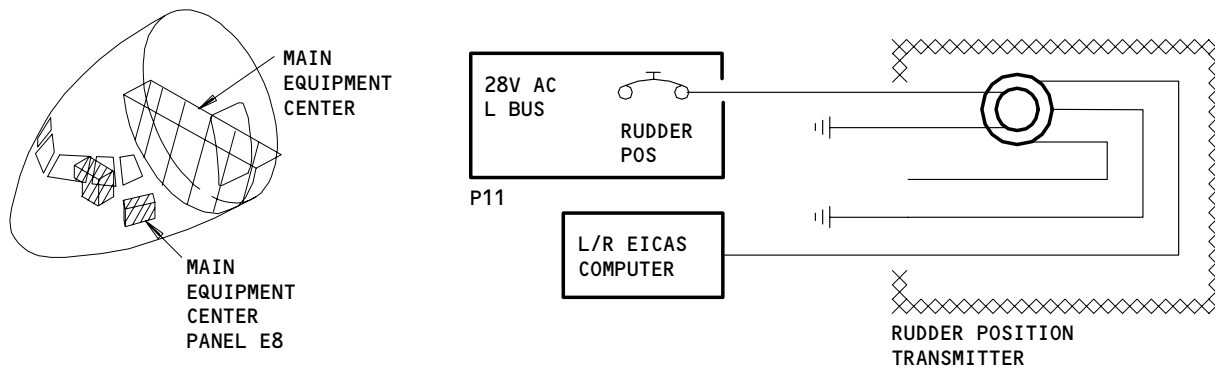 MAIN
EQUIPMENT
CENTER
MAIN
EQUIPMENT
CENTER
PANEL E8
28V AC
L BUS
RUDDER
POS
P11
L/R EICAS
COMPUTER
RUDDER POSITION
TRANSMITTER